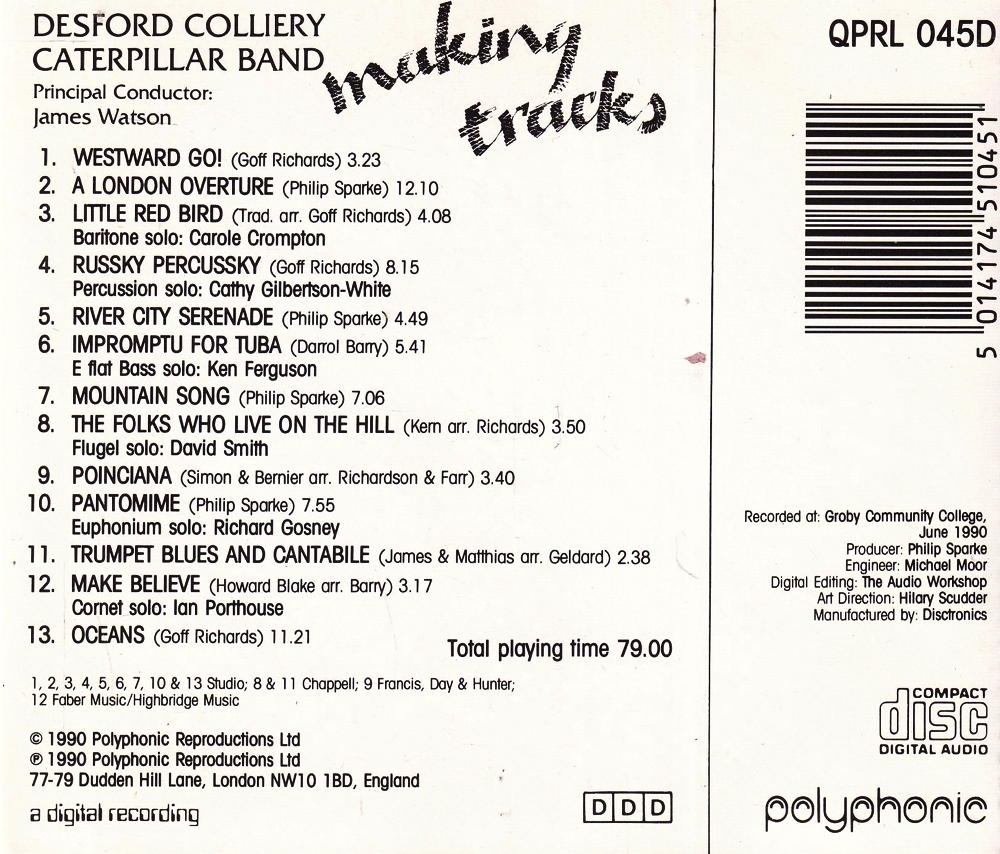 DESFORD COLLIERY
CATERPILLAR BAND
Principal Conductor:
James Watson
making
tracks
1. WESTWARD GO! (Goff Richards) 3.23
2. A LONDON OVERTURE (Philip Sparke) 12.10
3. LITTLE RED BIRD (Trad. arr. Goff Richards) 4.08
Baritone solo: Carole Crompton
4. RUSSKY PERCUSSKY (Goff Richards) 8.15
Percussion solo: Cathy Gilbertson-White
5. RIVER CITY SERENADE (Philip Sparke) 4.49
6. IMPROMPTU FOR TUBA (Darrol Barry) 5.41
E flat Bass solo: Ken Ferguson
7. MOUNTAIN SONG (Philip Sparke) 7.06
8. THE FOLKS WHO LIVE ON THE HILL (Kern arr. Richards) 3.50
Flugel solo: David Smith
9. POINCIANA (Simon & Bernier arr. Richardson & Farr) 3.40
10. PANTOMIME (Philip Sparke) 7.55
Euphonium solo: Richard Gosney
11. TRUMPET BLUES AND CANTABILE (James & Matthias arr. Geldard) 2.38
12. MAKE BELIEVE (Howard Blake arr. Barry) 3.17
Cornet solo: Ian Porthouse
13. OCEANS (Goff Richards) 11.21
Total playing time 79.00
1, 2, 3, 4, 5, 6, 7, 10 & 13 Studio; 8 & 11 Chappell; 9 Francis, Day & Hunter;
12 Faber Music/Highbridge Music
© 1990 Polyphonic Reproductions Ltd
℗ 1990 Polyphonic Reproductions Ltd
77-79 Dudden Hill Lane, London NW10 1BD, England
a digital recording
DDD
QPRL 045D
5 014174 510451
Recorded at: Groby Community College,
June 1990
Producer: Philip Sparke
Engineer: Michael Moor
Digital Editing: The Audio Workshop
Art Direction: Hilary Scudder
Manufactured by: Disctronics
COMPACT
disc
DIGITAL AUDIO
polyphonic